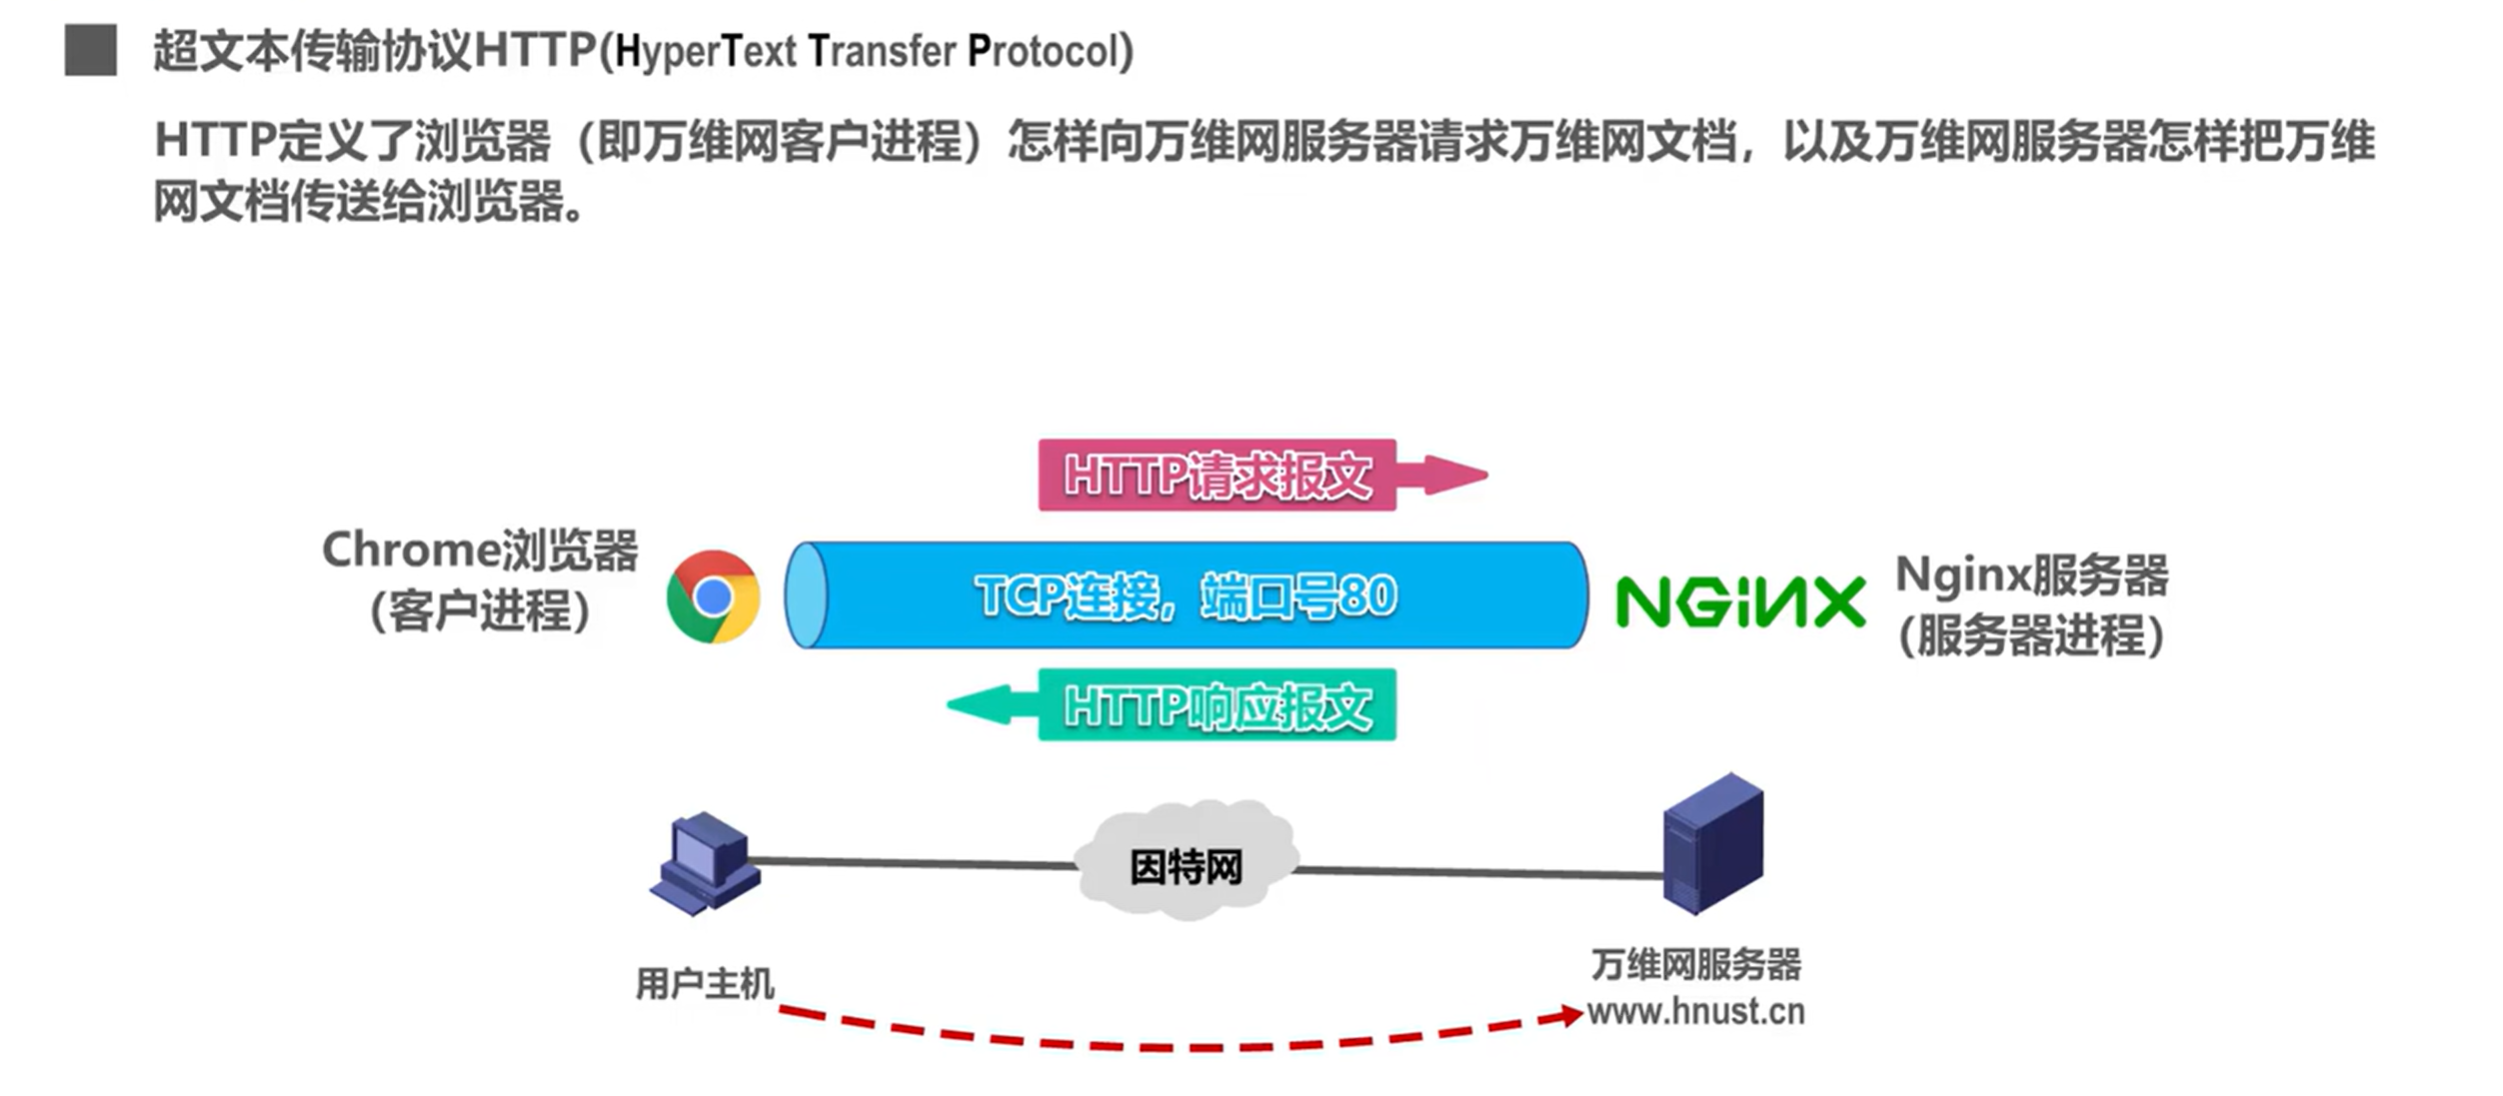 超文本传输协议HTTP(HyperText Transfer Protocol)
HTTP定义了浏览器（即万维网客户进程）怎样向万维网服务器请求万维网文档，以及万维网服务器怎样把万维
网文档传送给浏览器。
HTTP请求报文
Chrome浏览器
（客户进程）
TCP连接，端口号80
NGiNX
Nginx服务器
（服务器进程）
HTTP响应报文
因特网
用户主机
万维网服务器
www.hnust.cn